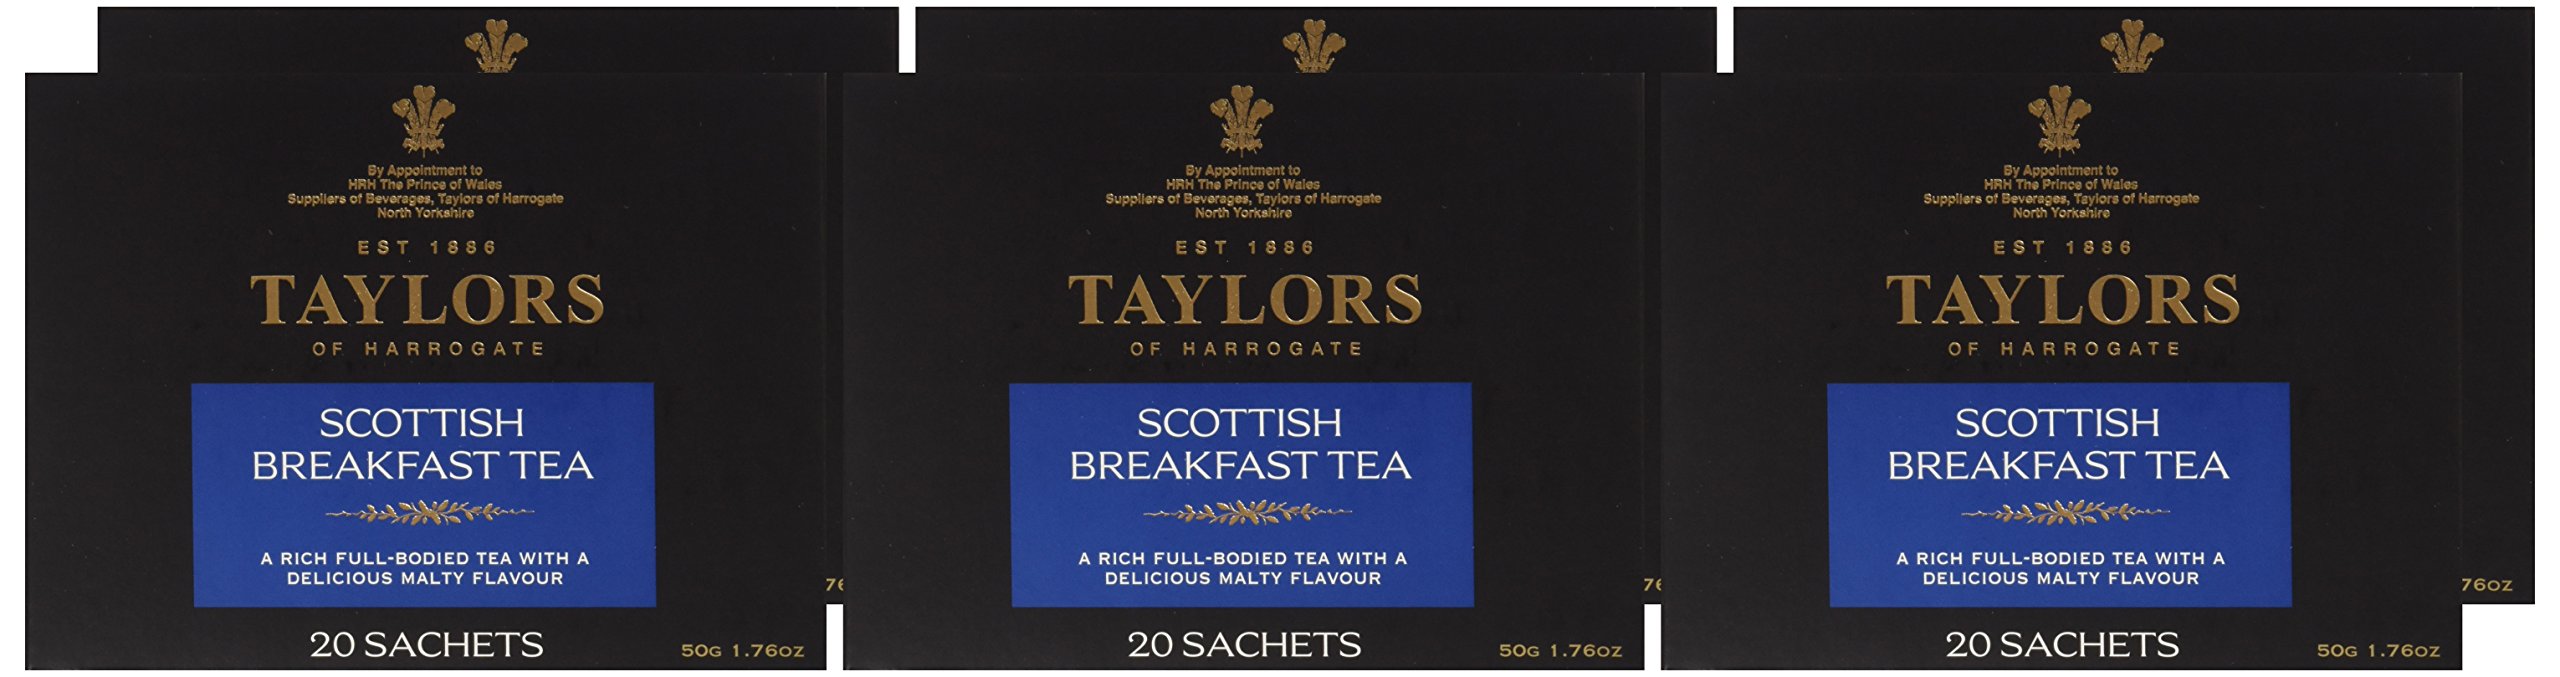 By Appointment to
HRH The Prince of Wales
Suppliers of Beverages, Taylors of Harrogate
North Yorkshire
EST 1886
TAYLORS
OF HARROGATE
SCOTTISH
BREAKFAST TEA
A RICH FULL-BODIED TEA WITH A
DELICIOUS MALTY FLAVOUR
20 SACHETS
50G 1.76OZ
76
By Appointment to
HRH The Prince of Wales
Suppliers of Beverages, Taylors of Harrogate
North Yorkshire
EST 1886
TAYLORS
OF HARROGATE
SCOTTISH
BREAKFAST TEA
A RICH FULL-BODIED TEA WITH A
DELICIOUS MALTY FLAVOUR
20 SACHETS
50G 1.76OZ
76
By Appointment to
HRH The Prince of Wales
Suppliers of Beverages, Taylors of Harrogate
North Yorkshire
EST 1886
TAYLORS
OF HARROGATE
SCOTTISH
BREAKFAST TEA
A RICH FULL-BODIED TEA WITH A
DELICIOUS MALTY FLAVOUR
20 SACHETS
50G 1.76OZ
76OZ